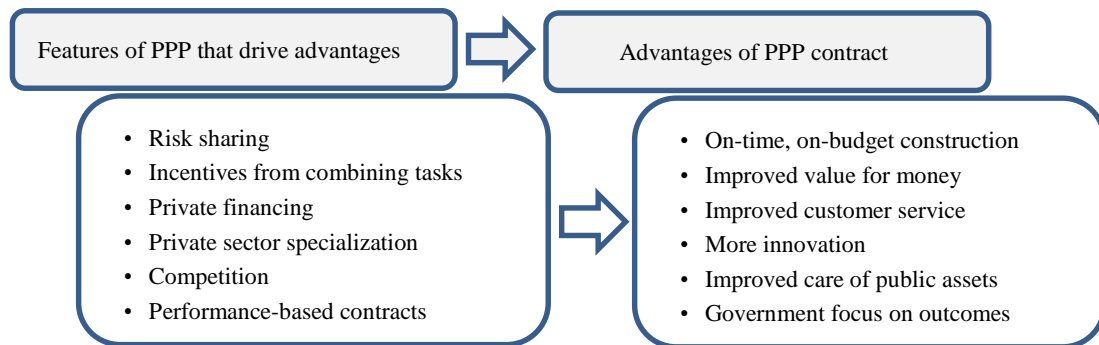 Features of PPP that drive advantages
Advantages of PPP contract
• Risk sharing
• Incentives from combining tasks
• Private financing
• Private sector specialization
• Competition
• Performance-based contracts
• On-time, on-budget construction
• Improved value for money
• Improved customer service
• More innovation
• Improved care of public assets
• Government focus on outcomes